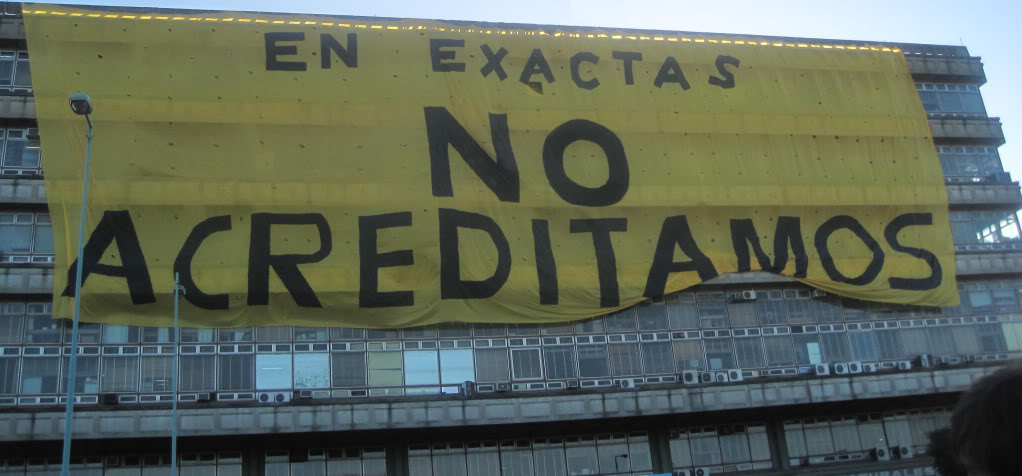 EN EXACTAS
NO
ACREDITAMOS